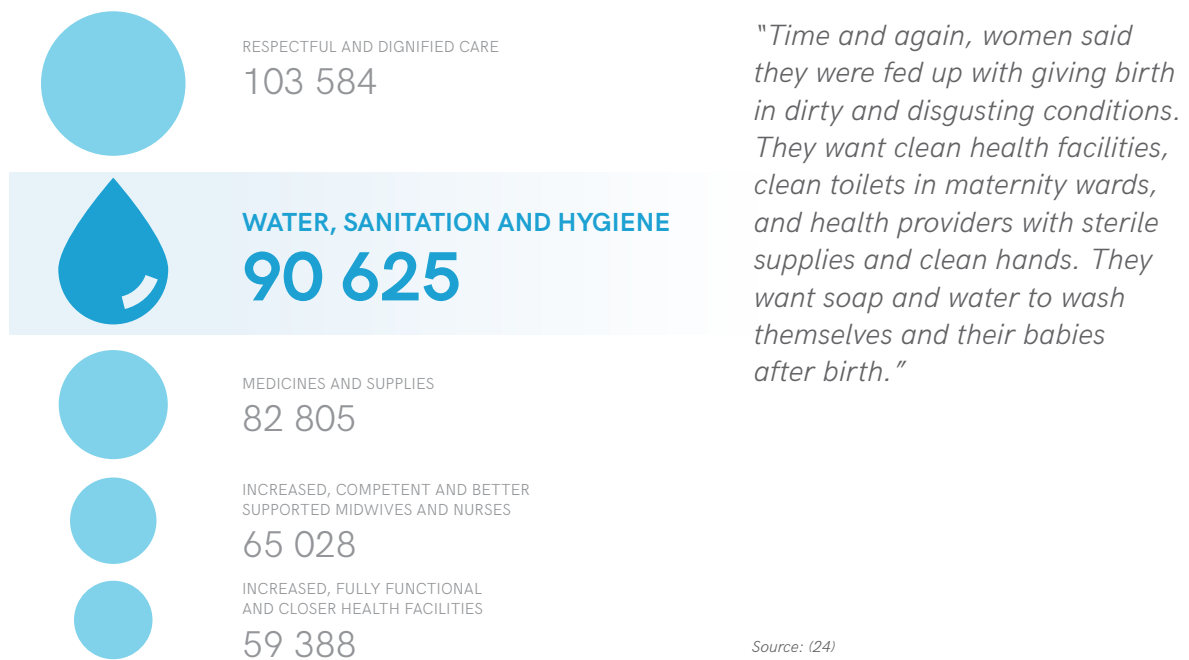 RESPECTFUL AND DIGNIFIED CARE
103 584
WATER, SANITATION AND HYGIENE
90 625
MEDICINES AND SUPPLIES
82 805
INCREASED, COMPETENT AND BETTER
SUPPORTED MIDWIVES AND NURSES
65 028
INCREASED, FULLY FUNCTIONAL
AND CLOSER HEALTH FACILITIES
59 388
“Time and again, women said
they were fed up with giving birth
in dirty and disgusting conditions.
They want clean health facilities,
clean toilets in maternity wards,
and health providers with sterile
supplies and clean hands. They
want soap and water to wash
themselves and their babies
after birth.”
Source: (24)